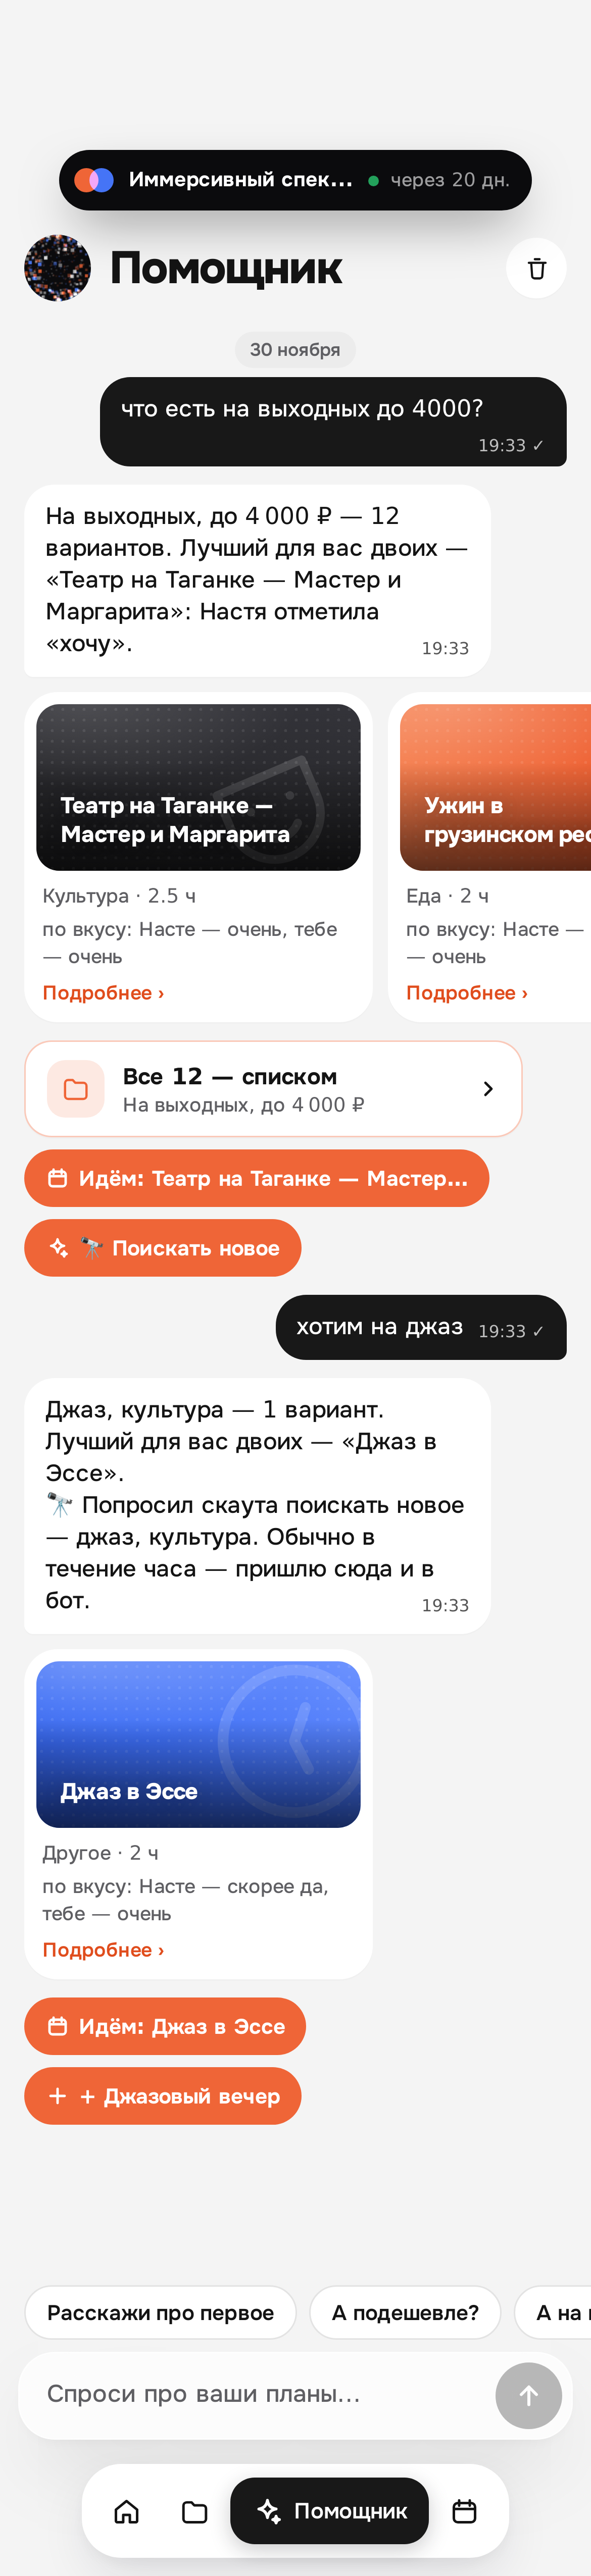 Иммерсивный спек... через 20 дн.
Помощник
30 ноября
что есть на выходных до 4000?
19:33 ✓
На выходных, до 4 000 ₽ — 12
вариантов. Лучший для вас двоих —
«Театр на Таганке — Мастер и
Маргарита»: Настя отметила
«хочу».
19:33
Театр на Таганке —
Мастер и Маргарита
Культура · 2.5 ч
по вкусу: Насте — очень, тебе
— очень
Подробнее ›
Ужин в
грузинском рес
Еда · 2 ч
по вкусу: Насте —
— очень
Подробнее ›
Все 12 — списком
На выходных, до 4 000 ₽
Идём: Театр на Таганке — Мастер...
🔭 Поискать новое
хотим на джаз 19:33 ✓
Джаз, культура — 1 вариант.
Лучший для вас двоих — «Джаз в
Эссе».
🔭 Попросил скаута поискать новое
— джаз, культура. Обычно в
течение часа — пришлю сюда и в
бот.
19:33
Джаз в Эссе
Другое · 2 ч
по вкусу: Насте — скорее да,
тебе — очень
Подробнее ›
Идём: Джаз в Эссе
+ Джазовый вечер
Расскажи про первое
А подешевле?
А на
Спроси про ваши планы...
Помощник